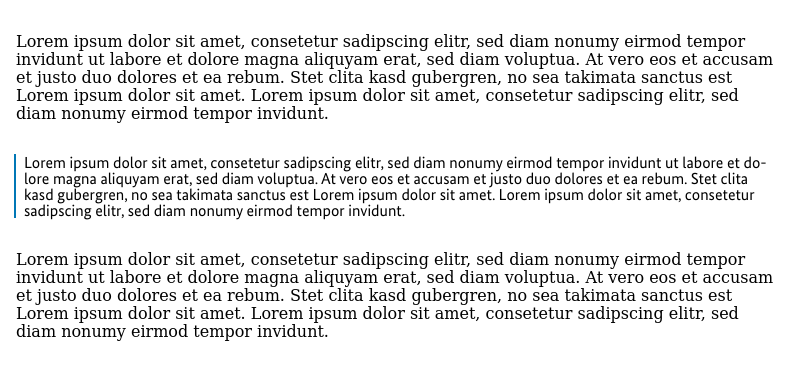 Lorem ipsum dolor sit amet, consetetur sadipscing elitr, sed diam nonumy eirmod tempor
invidunt ut labore et dolore magna aliquyam erat, sed diam voluptua. At vero eos et accusam
et justo duo dolores et ea rebum. Stet clita kasd gubergren, no sea takimata sanctus est
Lorem ipsum dolor sit amet. Lorem ipsum dolor sit amet, consetetur sadipscing elitr, sed
diam nonumy eirmod tempor invidunt.
Lorem ipsum dolor sit amet, consetetur sadipscing elitr, sed diam nonumy eirmod tempor invidunt ut labore et do-
lore magna aliquyam erat, sed diam voluptua. At vero eos et accusam et justo duo dolores et ea rebum. Stet clita
kasd gubergren, no sea takimata sanctus est Lorem ipsum dolor sit amet. Lorem ipsum dolor sit amet, consetetur
sadipscing elitr, sed diam nonumy eirmod tempor invidunt.
Lorem ipsum dolor sit amet, consetetur sadipscing elitr, sed diam nonumy eirmod tempor
invidunt ut labore et dolore magna aliquyam erat, sed diam voluptua. At vero eos et accusam
et justo duo dolores et ea rebum. Stet clita kasd gubergren, no sea takimata sanctus est
Lorem ipsum dolor sit amet. Lorem ipsum dolor sit amet, consetetur sadipscing elitr, sed
diam nonumy eirmod tempor invidunt.